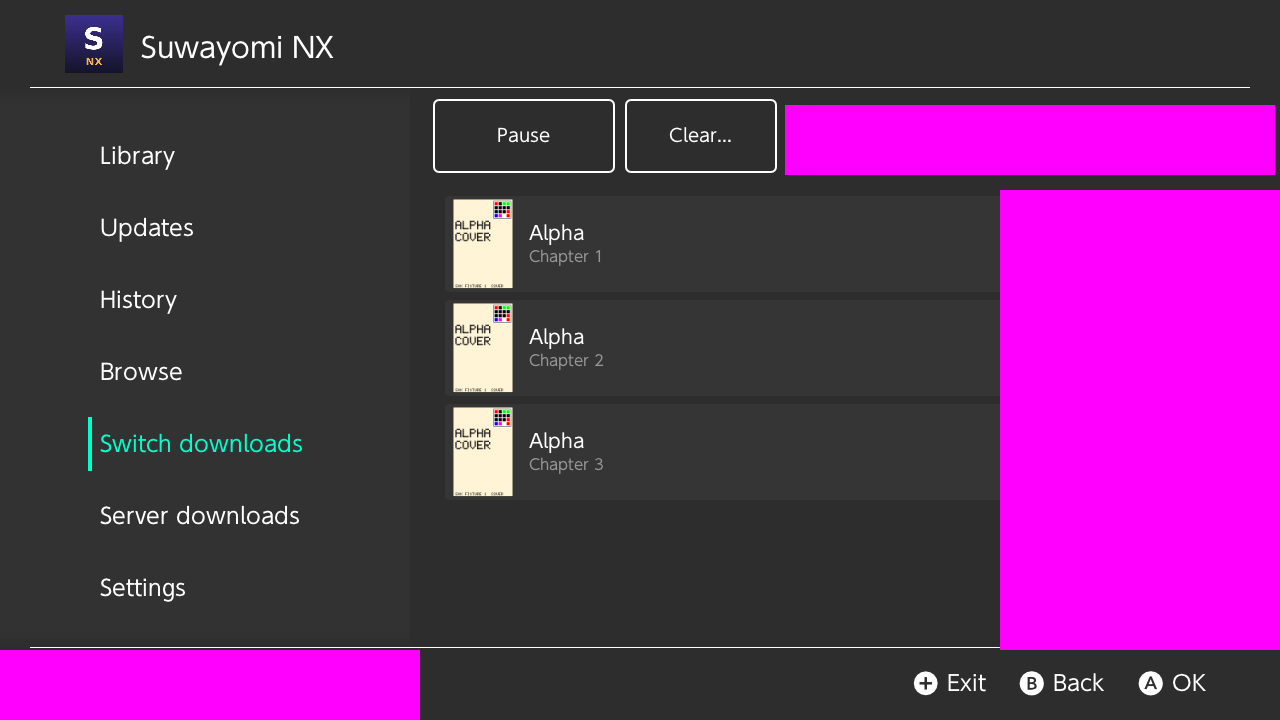 S
NX
Suwayomi NX
Library
Updates
History
Browse
Switch downloads
Server downloads
Settings
Pause
Clear...
ALPHA
COVER
Alpha
Chapter 1
ALPHA
COVER
Alpha
Chapter 2
ALPHA
COVER
Alpha
Chapter 3
+ Exit
B Back
A OK